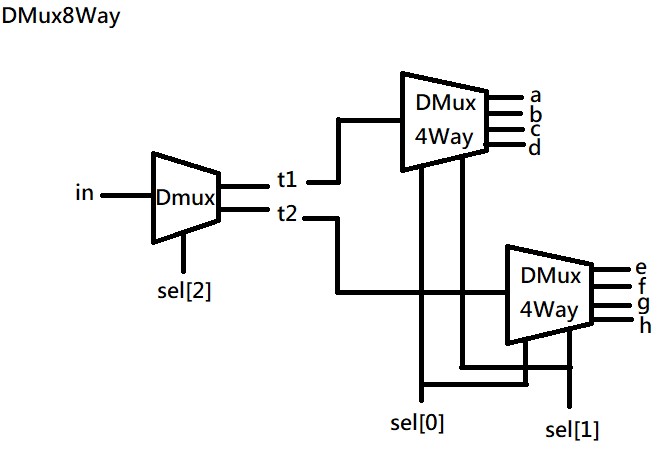 DMux8Way
DMux
4Way
a
b
c
d
in
Dmux
t1
t2
sel[2]
DMux
4Way
e
f
g
h
sel[0]
sel[1]